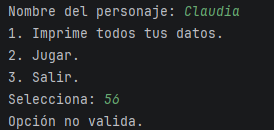 Nombre del personaje: Claudia
1. Imprime todos tus datos.
2. Jugar.
3. Salir.
Selecciona: 56
Opción no valida.